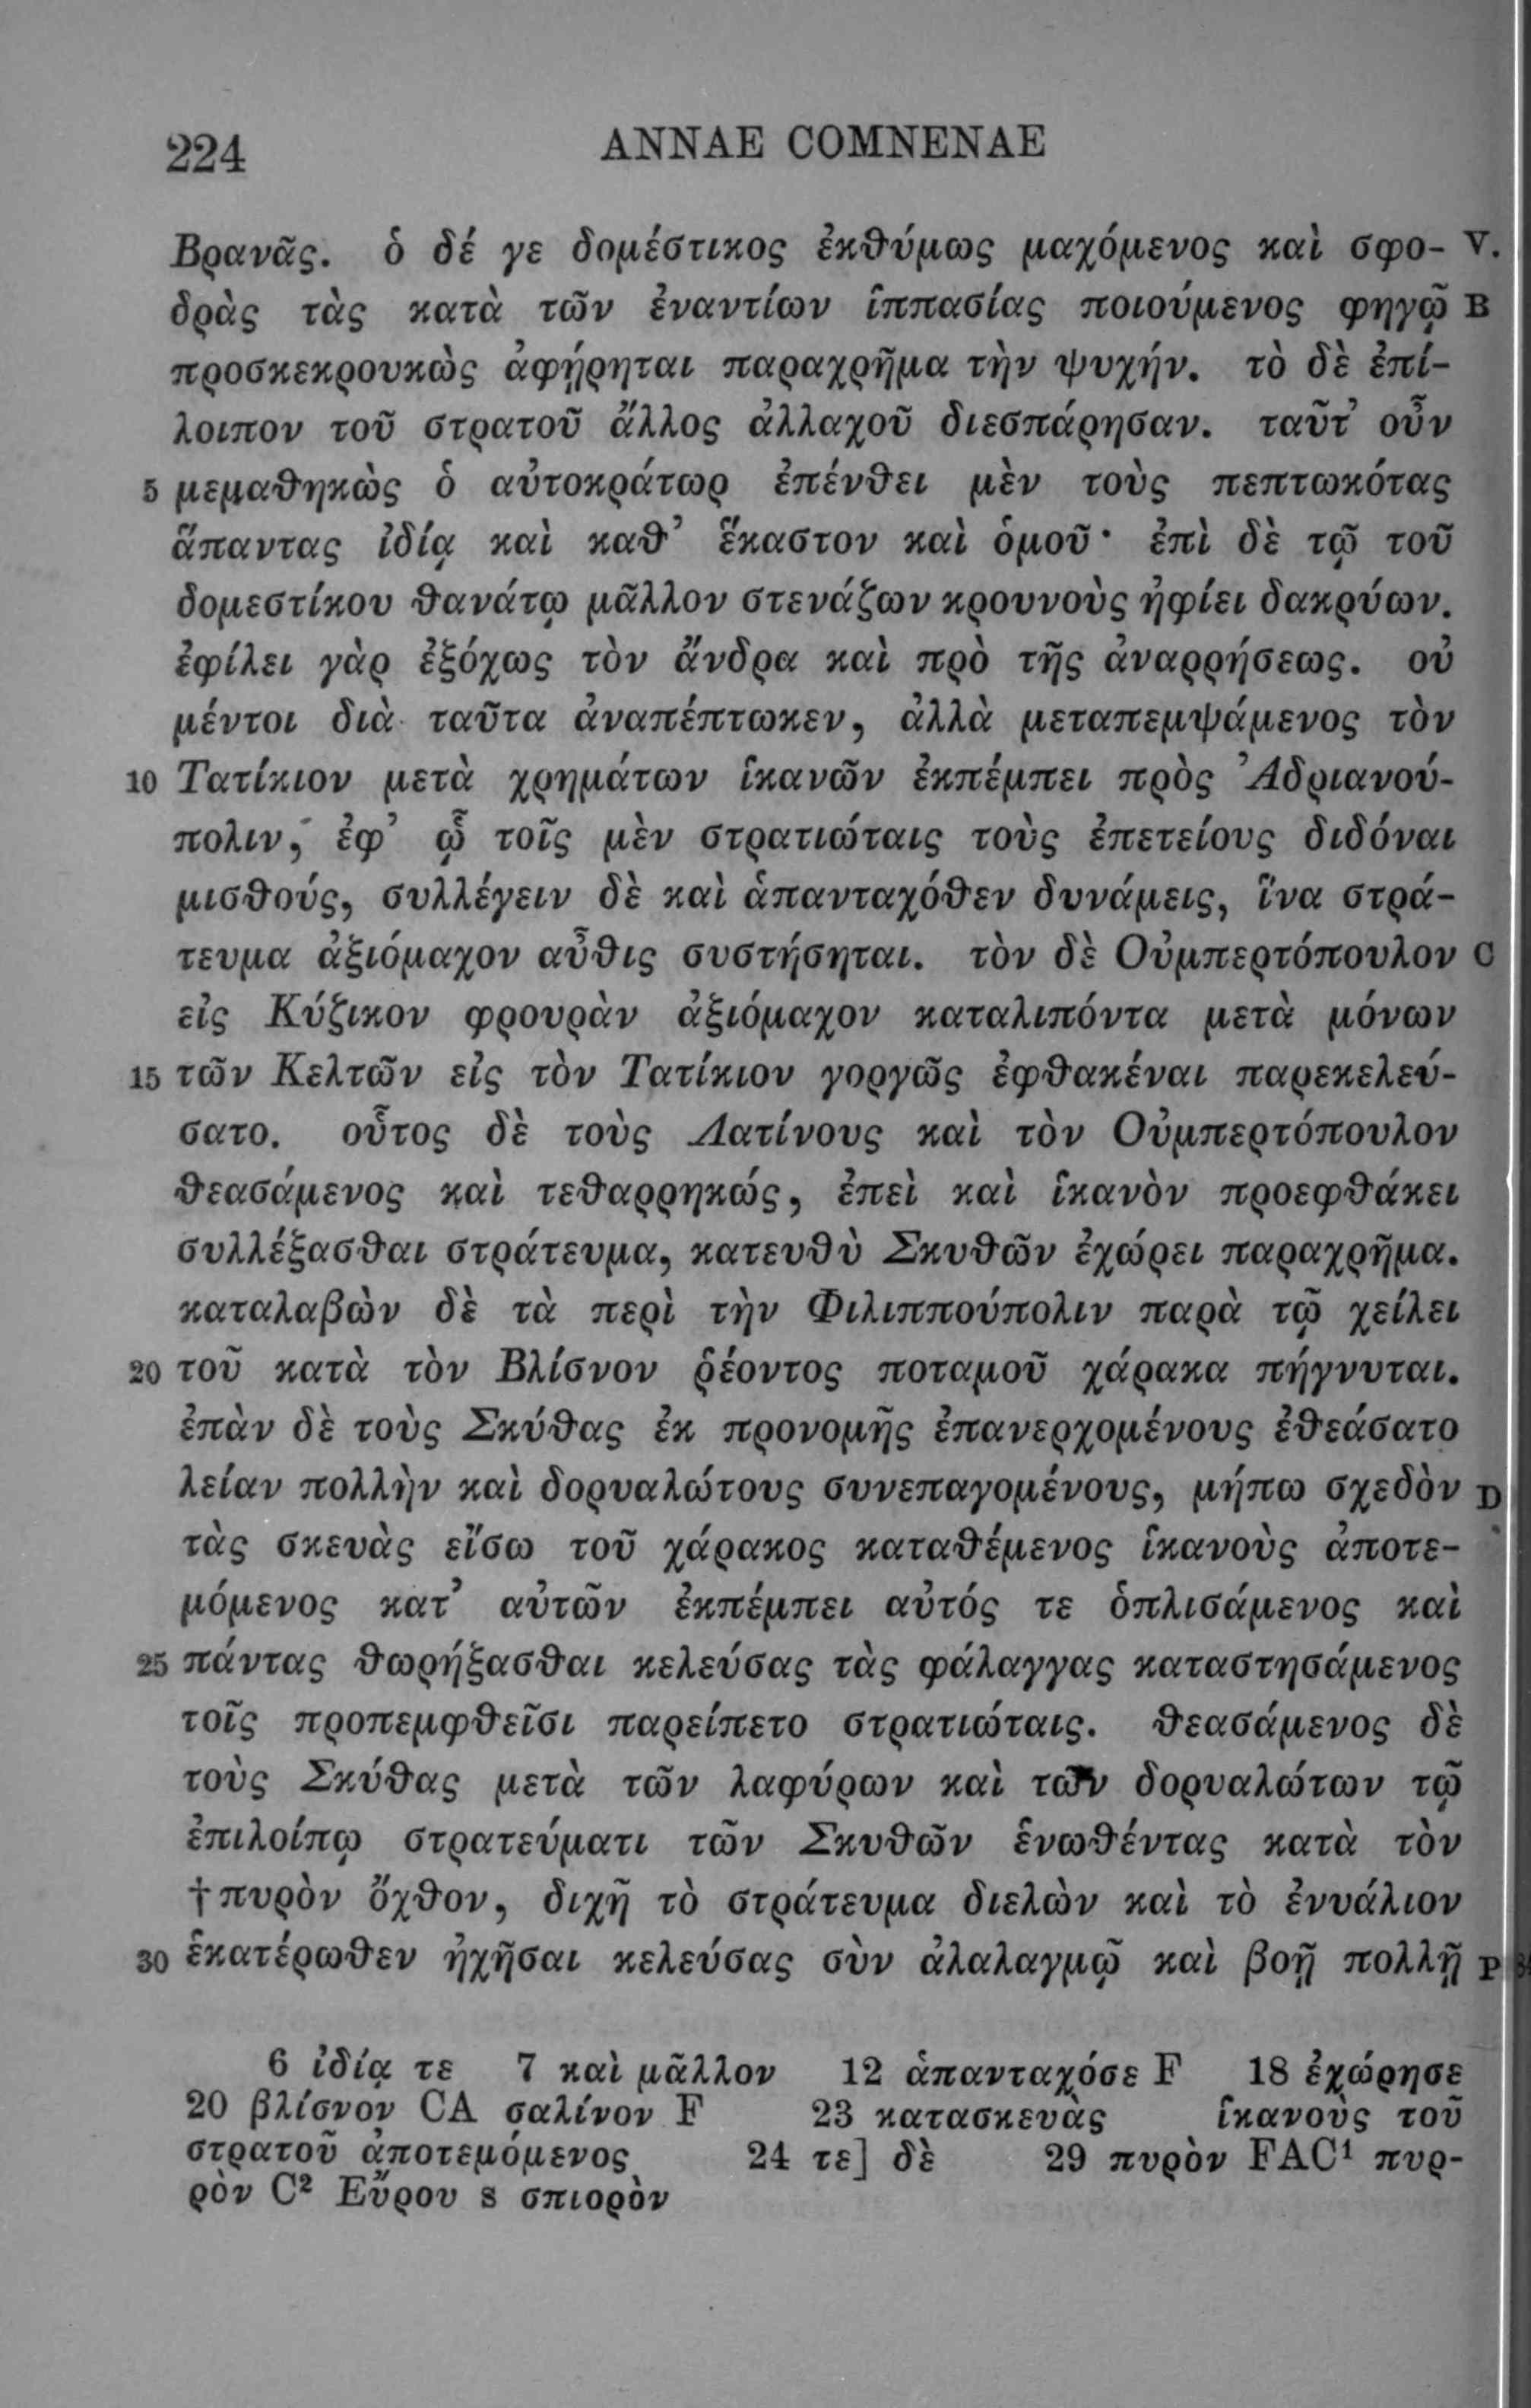 224 ANNAE COMNENAE
Βρανᾶς. ὁ δέ γε δομέστικος ἐκθύμως μαχόμενος καὶ σφο- V.
δρὰς τὰς κατὰ τῶν ἐναντίων ἱππασίας ποιούμενος φηγῷ B
προσκεκρουκὼς ἀφῄρηται παραχρῆμα τὴν ψυχήν. τὸ δὲ ἐπί-
λοιπον τοῦ στρατοῦ ἄλλος ἀλλαχοῦ διεσπάρησαν. ταῦτ’ οὖν
5 μεμαθηκὼς ὁ αὐτοκράτωρ ἐπένθει μὲν τοὺς πεπτωκότας
ἅπαντας ἰδίᾳ καὶ καθ’ ἕκαστον καὶ ὁμοῦ· ἐπὶ δὲ τῷ τοῦ
δομεστίκου θανάτῳ μᾶλλον στενάζων κρουνοὺς ἠφίει δακρύων.
ἐφίλει γὰρ ἐξόχως τὸν ἄνδρα καὶ πρὸ τῆς ἀναρρήσεως. οὐ
μέντοι διὰ ταῦτα ἀναπέπτωκεν, ἀλλὰ μεταπεμψάμενος τὸν
10 Τατίκιον μετὰ χρημάτων ἱκανῶν ἐκπέμπει πρὸς Ἀδριανού-
πολιν, ἐφ’ ᾧ τοῖς μὲν στρατιώταις τοὺς ἐπετείους διδόναι
μισθούς, συλλέγειν δὲ καὶ ἁπανταχόθεν δυνάμεις, ἵνα στρά-
τευμα ἀξιόμαχον αὖθις συστήσηται. τὸν δὲ Οὐμπερτόπουλον C
εἰς Κύζικον φρουρὰν ἀξιόμαχον καταλιπόντα μετὰ μόνων
15 τῶν Κελτῶν εἰς τὸν Τατίκιον γοργῶς ἐφθακέναι παρεκελεύ-
σατο. οὗτος δὲ τοὺς Λατίνους καὶ τὸν Οὐμπερτόπουλον
θεασάμενος καὶ τεθαρρηκώς, ἐπεὶ καὶ ἱκανὸν προεφθάκει
συλλέξασθαι στράτευμα, κατευθὺ Σκυθῶν ἐχώρει παραχρῆμα.
καταλαβὼν δὲ τὰ περὶ τὴν Φιλιππούπολιν παρὰ τῷ χείλει
20 τοῦ κατὰ τὸν Βλίσνον ῥέοντος ποταμοῦ χάρακα πήγνυται.
ἐπὰν δὲ τοὺς Σκύθας ἐκ προνομῆς ἐπανερχομένους ἐθεάσατο
λείαν πολλὴν καὶ δορυαλώτους συνεπαγομένους, μήπω σχεδὸν D
τὰς σκευὰς εἴσω τοῦ χάρακος καταθέμενος ἱκανοὺς ἀποτε-
μόμενος κατ’ αὐτῶν ἐκπέμπει αὐτός τε ὁπλισάμενος καὶ
25 πάντας θωρήξασθαι κελεύσας τὰς φάλαγγας καταστησάμενος
τοῖς προπεμφθεῖσι παρείπετο στρατιώταις. θεασάμενος δὲ
τοὺς Σκύθας μετὰ τῶν λαφύρων καὶ τῶν δορυαλώτων τῷ
ἐπιλοίπῳ στρατεύματι τῶν Σκυθῶν ἑνωθέντας κατὰ τὸν
†πυρὸν ὄχθον, διχῆ τὸ στράτευμα διελὼν καὶ τὸ ἐνυάλιον
30 ἑκατέρωθεν ἠχῆσαι κελεύσας σὺν ἀλαλαγμῷ καὶ βοῇ πολλῇ P
6 ἰδίᾳ τε 7 καὶ μᾶλλον 12 ἁπανταχόσε F 18 ἐχώρησε
20 βλίσνον CA σαλίνον F 23 κατασκευὰς ἱκανοὺς τοῦ
στρατοῦ ἀποτεμόμενος 24 τε] δὲ 29 πυρὸν FAC¹ πυρ-
ρὸν C² Εὔρου s σπιορὸν